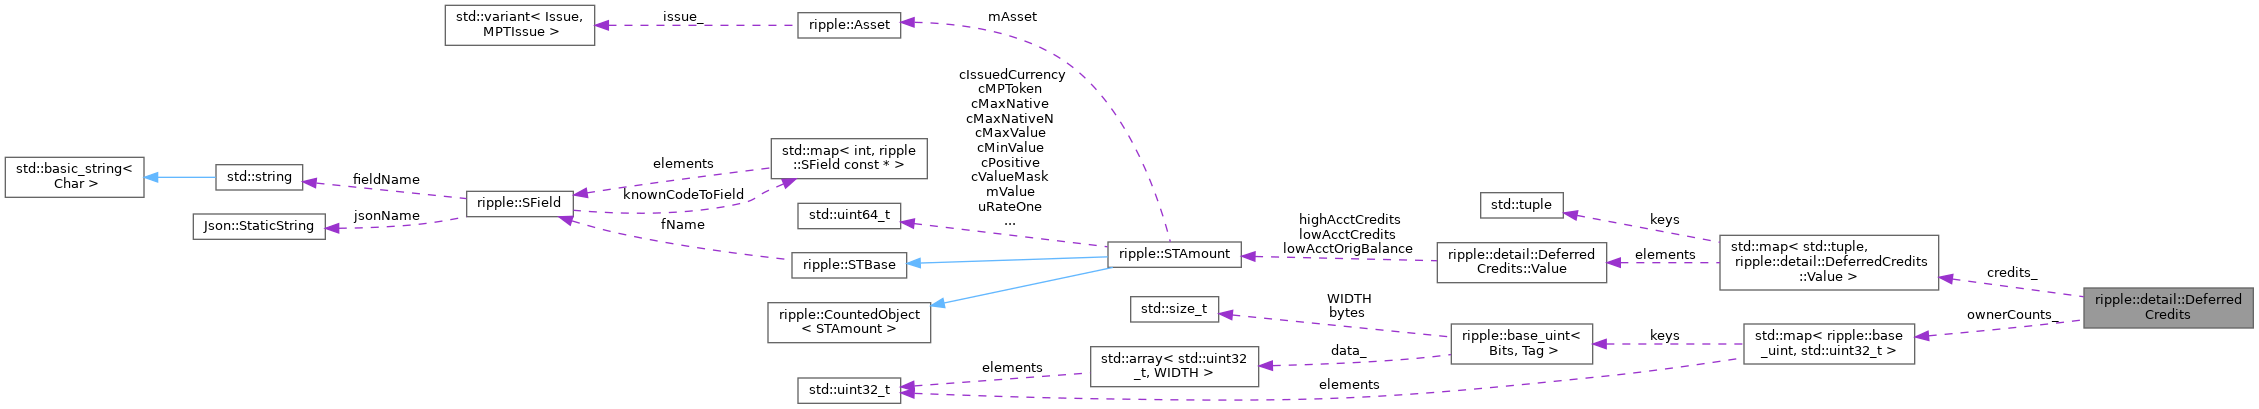 std::variant< Issue,
MPTIssue >
issue_
ripple::Asset
mAsset
cIssuedCurrency
cMPToken
cMaxNative
cMaxNativeN
cMaxValue
cMinValue
cPositive
cValueMask
mValue
uRateOne
...
std::basic_string<
Char >
std::string
fieldName
Json::StaticString
jsonName
ripple::SField
elements
knownCodeToField
fName
std::map< int, ripple
::SField const * >
std::uint64_t
ripple::STBase
ripple::CountedObject
< STAmount >
ripple::STAmount
highAcctCredits
lowAcctCredits
lowAcctOrigBalance
ripple::detail::Deferred
Credits::Value
std::tuple
keys
elements
std::map< std::tuple,
ripple::detail::DeferredCredits
::Value >
credits_
ripple::detail::Deferred
Credits
ownerCounts_
std::size_t
WIDTH
bytes
ripple::base_uint<
Bits, Tag >
keys
std::map< ripple::base
_uint, std::uint32_t >
data_
std::array< std::uint32
_t, WIDTH >
elements
std::uint32_t
elements